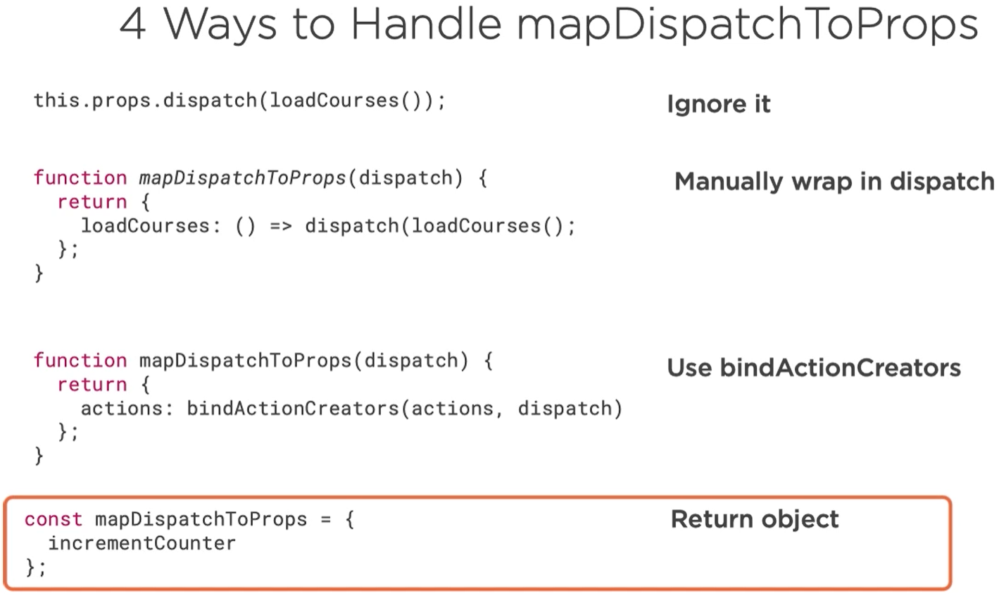 4 Ways to Handle mapDispatchToProps
this.props.dispatch(loadCourses());
Ignore it
function mapDispatchToProps(dispatch) {
  return {
    loadCourses: () => dispatch(loadCourses();
  };
}
Manually wrap in dispatch
function mapDispatchToProps(dispatch) {
  return {
    actions: bindActionCreators(actions, dispatch)
  };
}
Use bindActionCreators
const mapDispatchToProps = {
  incrementCounter
};
Return object